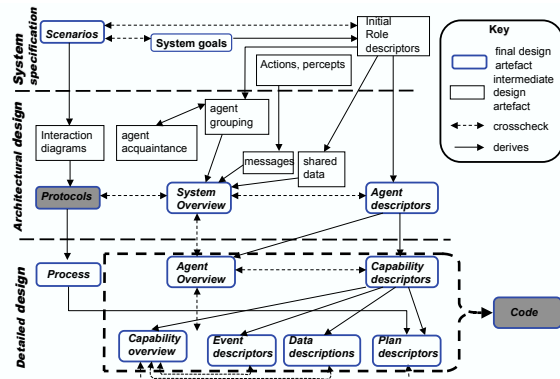 System
specification
Scenarios
System goals
Initial
Role
descriptors
Actions, percepts
Key
final design
artefact
intermediate
design
artefact
crosscheck
derives
Architectural design
Interaction
diagrams
agent
acquaintance
agent
grouping
messages
shared
data
Protocols
System
Overview
Agent
descriptors
Detailed design
Process
Agent
Overview
Capability
descriptors
Code
Capability
overview
Event
descriptors
Data
descriptions
Plan
descriptors